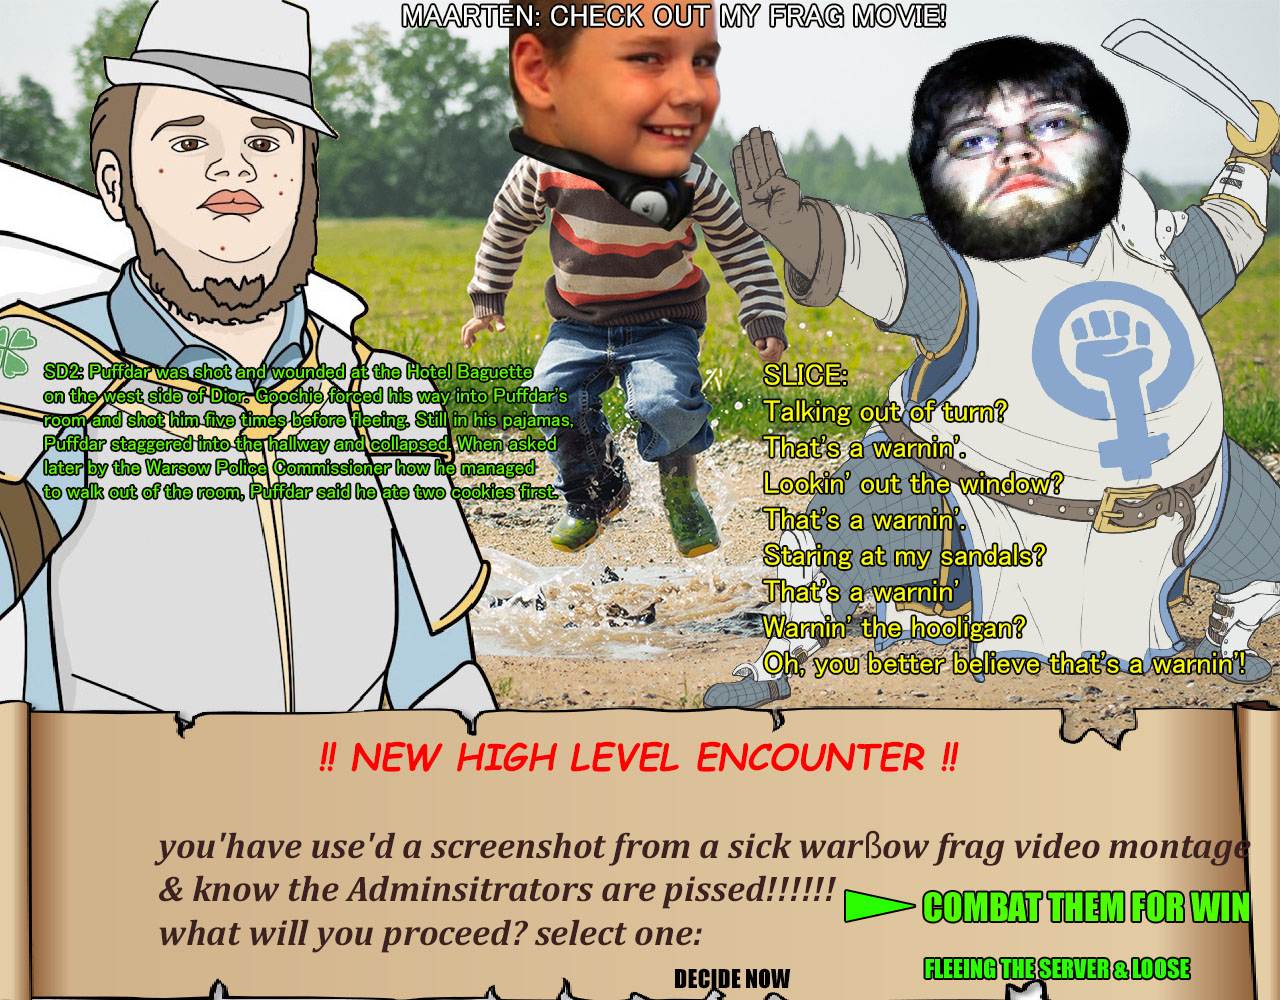 MAARTEN: CHECK OUT MY FRAG MOVIE!
SD2: Puffdar was shot and wounded at the Hotel Baguette
on the west side of Dior. Goochie forced his way into Puffdar's
room and shot him five times before fleeing. Still in his pajamas,
Puffdar staggered into the hallway and collapsed. When asked
later by the Warsow Police Commissioner how he managed
to walk out of the room, Puffdar said he ate two cookies first.
SLICE:
Talking out of turn?
That's a warnin'.
Lookin' out the window?
That's a warnin'.
Staring at my sandals?
That's a warnin'
Warnin' the hooligan?
Oh, you better believe that's a warnin'!
!! NEW HIGH LEVEL ENCOUNTER !!
you'have use'd a screenshot from a sick warßow frag video montage
& know the Adminsitrators are pissed!!!!!!
what will you proceed? select one:
COMBAT THEM FOR WIN
FLEEING THE SERVER & LOOSE
DECIDE NOW